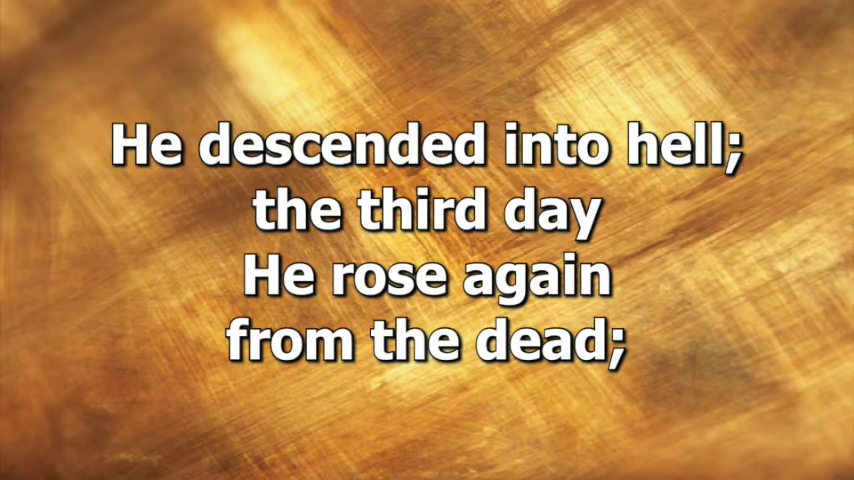 He descended into hell;
the third day
He rose again
from the dead;